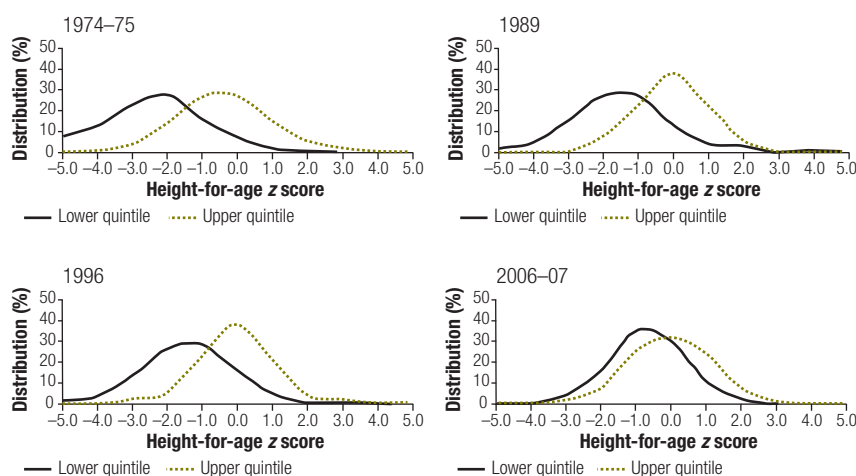 1974–75
Distribution (%)
50
40
30
20
10
0
–5.0 –4.0 –3.0 –2.0 –1.0 0.0 1.0 2.0 3.0 4.0 5.0
Height-for-age z score
Lower quintile Upper quintile
1989
Distribution (%)
50
40
30
20
10
0
–5.0 –4.0 –3.0 –2.0 –1.0 0.0 1.0 2.0 3.0 4.0 5.0
Height-for-age z score
Lower quintile Upper quintile
1996
Distribution (%)
50
40
30
20
10
0
–5.0 –4.0 –3.0 –2.0 –1.0 0.0 1.0 2.0 3.0 4.0 5.0
Height-for-age z score
Lower quintile Upper quintile
2006–07
Distribution (%)
50
40
30
20
10
0
–5.0 –4.0 –3.0 –2.0 –1.0 0.0 1.0 2.0 3.0 4.0 5.0
Height-for-age z score
Lower quintile Upper quintile